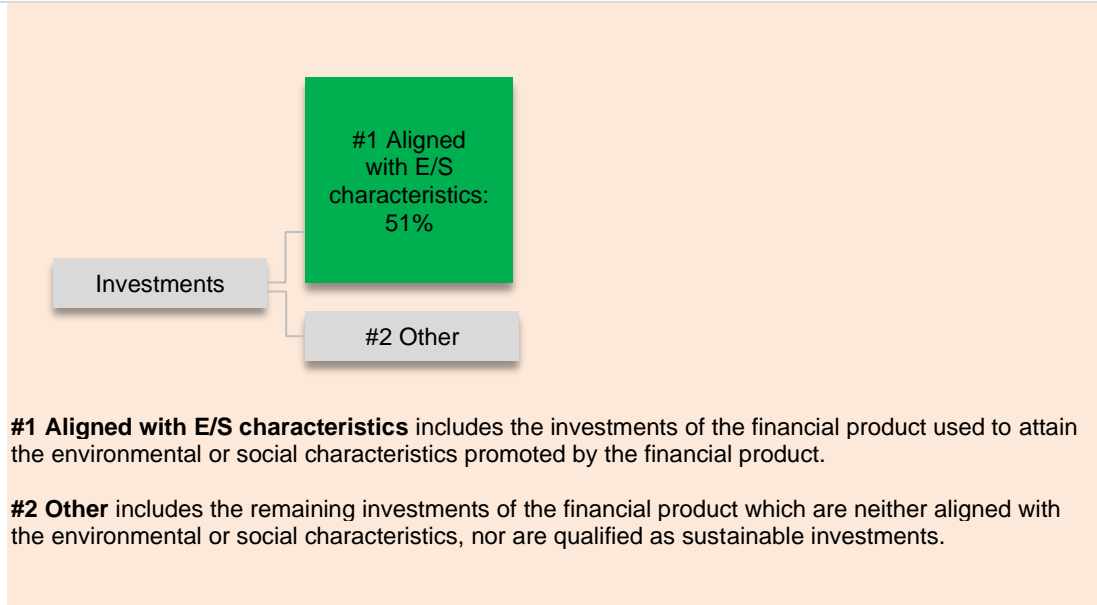 #1 Aligned
with E/S
characteristics:
51%
Investments
#2 Other
#1 Aligned with E/S characteristics includes the investments of the financial product used to attain
the environmental or social characteristics promoted by the financial product.
#2 Other includes the remaining investments of the financial product which are neither aligned with
the environmental or social characteristics, nor are qualified as sustainable investments.